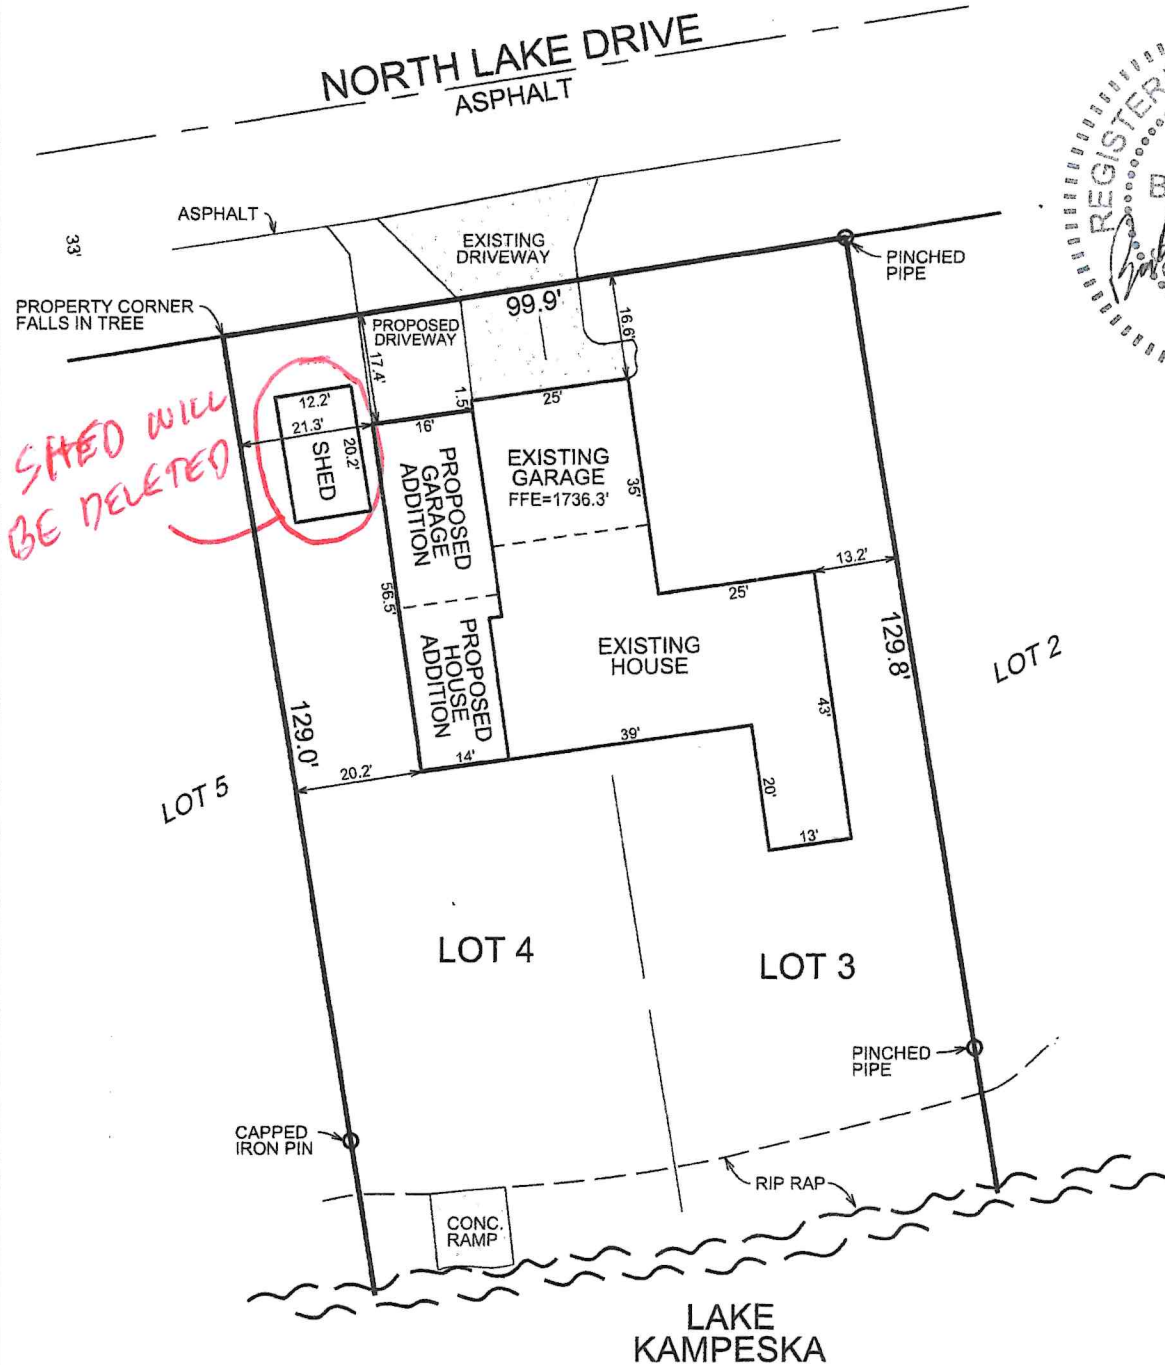 NORTH LAKE DRIVE
ASPHALT
REGISTER
ASPHALT
33'
EXISTING
DRIVEWAY
PINCHED
PIPE
PROPERTY CORNER
FALLS IN TREE
99.9'
16.6'
PROPOSED
DRIVEWAY
17.4'
1.5'
25'
12.2'
16'
21.3'
20.2'
SHED
SHED WILL
BE DELETED
PROPOSED
GARAGE
ADDITION
EXISTING
GARAGE
FFE=1736.3'
35'
13.2'
25'
56.5'
PROPOSED
HOUSE
ADDITION
EXISTING
HOUSE
129.8'
LOT 2
43'
129.0'
39'
14'
20.2'
LOT 5
20'
13'
LOT 4
LOT 3
PINCHED
PIPE
CAPPED
IRON PIN
RIP RAP
CONC.
RAMP
LAKE
KAMPESKA